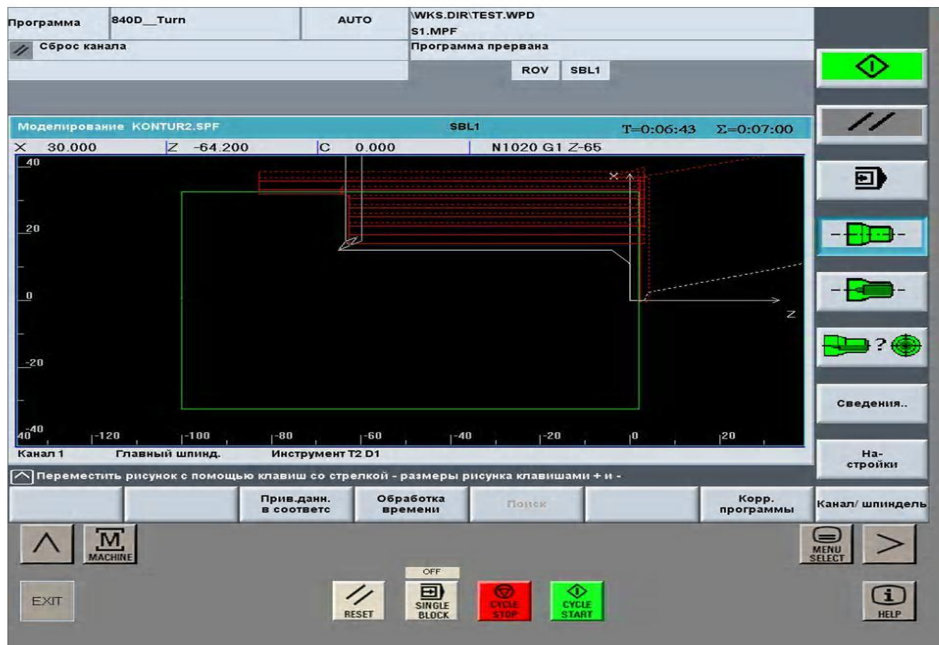 Программа 840D__Turn AUTO \WKS.DIR\TEST.WPD
S1.MPF
Сброс канала Программа прервана
ROV SBL1
Моделирование KONTUR2.SPF SBL1 T=0:06:43 Σ=0:07:00
X 30.000 Z -64.200 C 0.000 N1020 G1 Z-65
40
X
20
0
Z
-20
-40
40 -120 -100 -80 -60 -40 -20 0 20
?
Сведения..
На-
стройки
Канал 1 Главный шпинд. Инструмент T2 D1
Переместить рисунок с помощью клавиш со стрелкой - размеры рисунка клавишами + и -
Прив.данн.
в соответс
Обработка
времени
Поиск
Корр.
программы
Канал/ шпиндель
M
MACHINE
MENU
SELECT
EXIT
RESET
OFF
SINGLE
BLOCK
CYCLE
STOP
CYCLE
START
i
HELP